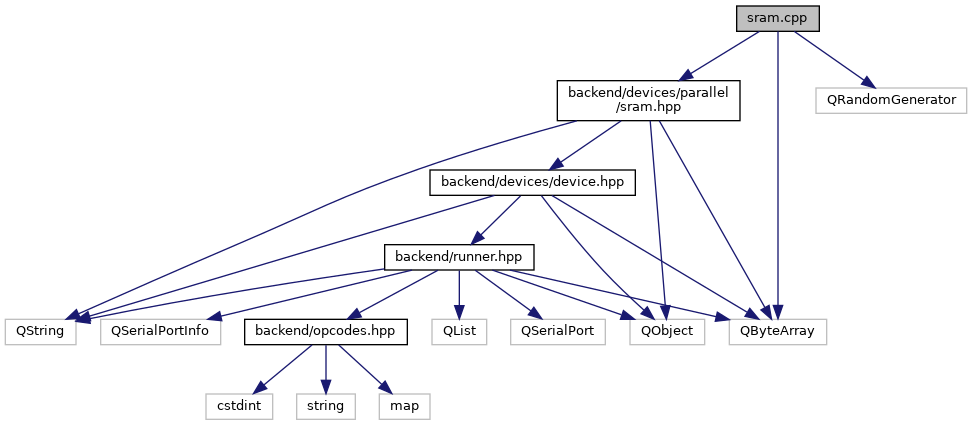 sram.cpp
backend/devices/parallel
/sram.hpp
QRandomGenerator
backend/devices/device.hpp
backend/runner.hpp
QString
QSerialPortInfo
backend/opcodes.hpp
QList
QSerialPort
QObject
QByteArray
cstdint
string
map